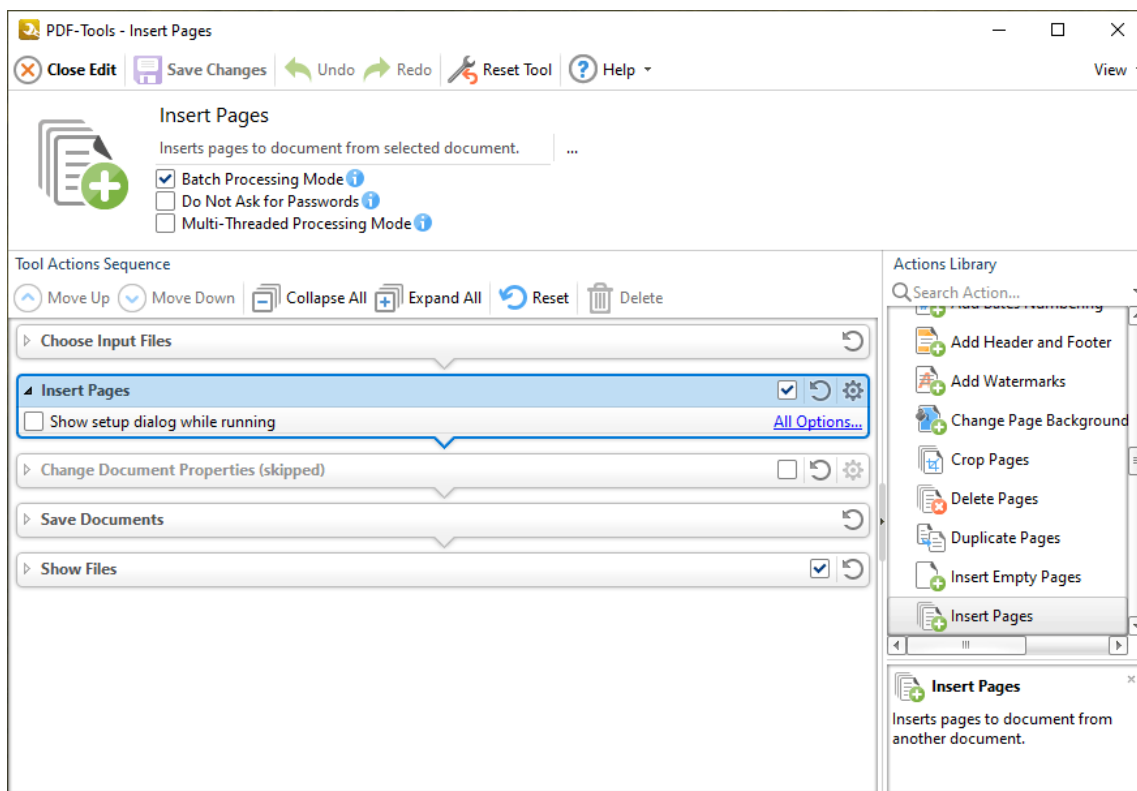 PDF-Tools - Insert Pages
Close Edit Save Changes Undo Redo Reset Tool Help View
Insert Pages
Inserts pages to document from selected document. ...
Batch Processing Mode
Do Not Ask for Passwords
Multi-Threaded Processing Mode
Tool Actions Sequence
Move Up Move Down Collapse All Expand All Reset Delete
Choose Input Files
Insert Pages
Show setup dialog while running All Options...
Change Document Properties (skipped)
Save Documents
Show Files
Actions Library
Search Action...
Add Bates Numbering
Add Header and Footer
Add Watermarks
Change Page Background
Crop Pages
Delete Pages
Duplicate Pages
Insert Empty Pages
Insert Pages
Insert Pages
Inserts pages to document from
another document.